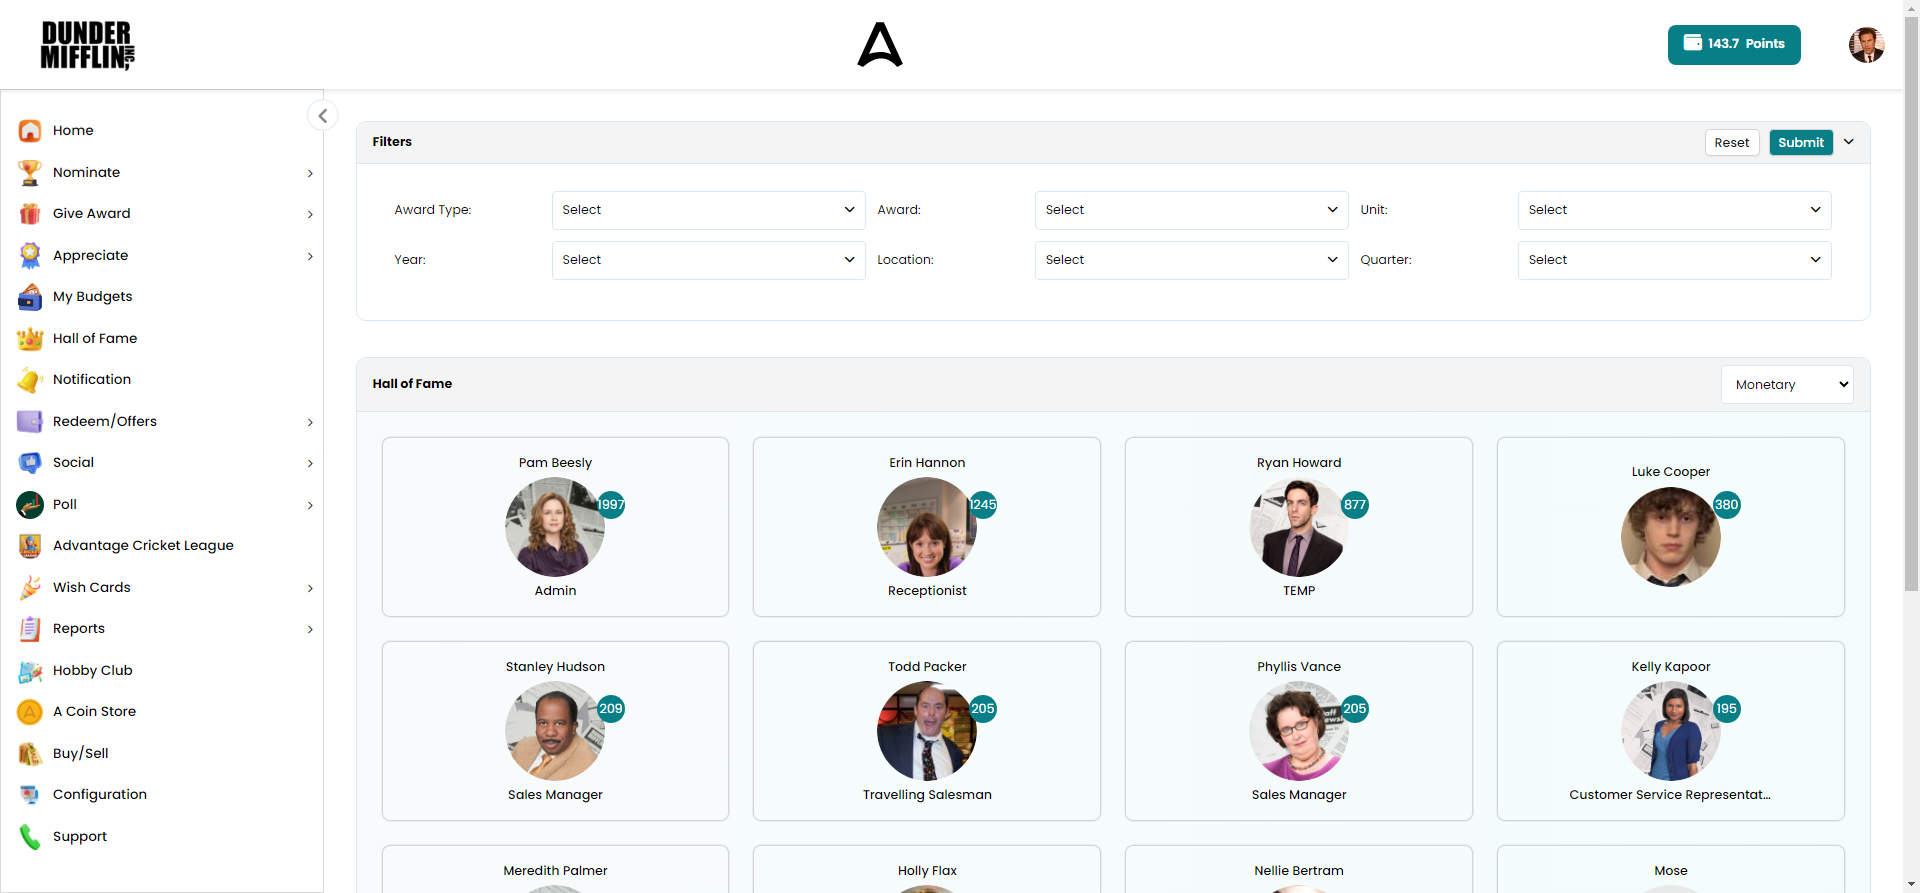 DUNDER
MIFFLIN INC,
143.7 Points
Home
Nominate
Give Award
Appreciate
My Budgets
Hall of Fame
Notification
Redeem/Offers
Social
Poll
Advantage Cricket League
Wish Cards
Reports
Hobby Club
A Coin Store
Buy/Sell
Configuration
Support
Filters
Reset
Submit
Award Type: Select Award: Select Unit: Select
Year: Select Location: Select Quarter: Select
Hall of Fame
Monetary
Pam Beesly
1997
Admin
Erin Hannon
1245
Receptionist
Ryan Howard
877
TEMP
Luke Cooper
380
Stanley Hudson
209
Sales Manager
Todd Packer
205
Travelling Salesman
Phyllis Vance
205
Sales Manager
Kelly Kapoor
195
Customer Service Representat...
Meredith Palmer
Holly Flax
Nellie Bertram
Mose